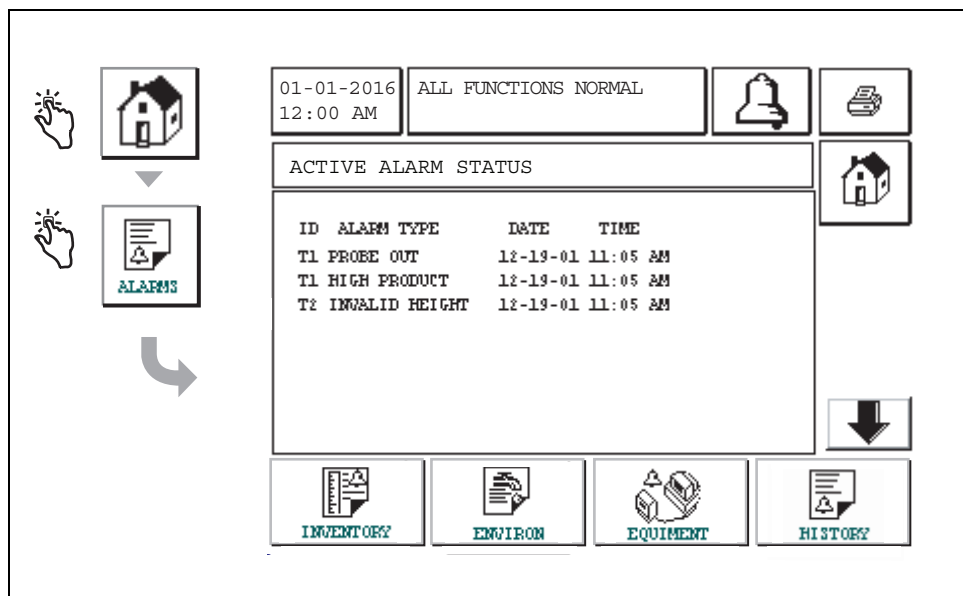 01-01-2016
12:00 AM
ALL FUNCTIONS NORMAL
ACTIVE ALARM STATUS
ALARMS
ID ALARM TYPE DATE TIME
T1 PROBE OUT 12-19-01 11:05 AM
T1 HIGH PRODUCT 12-19-01 11:05 AM
T2 INVALID HEIGHT 12-19-01 11:05 AM
INVENTORY
ENVIRON
EQUIMENT
HISTORY